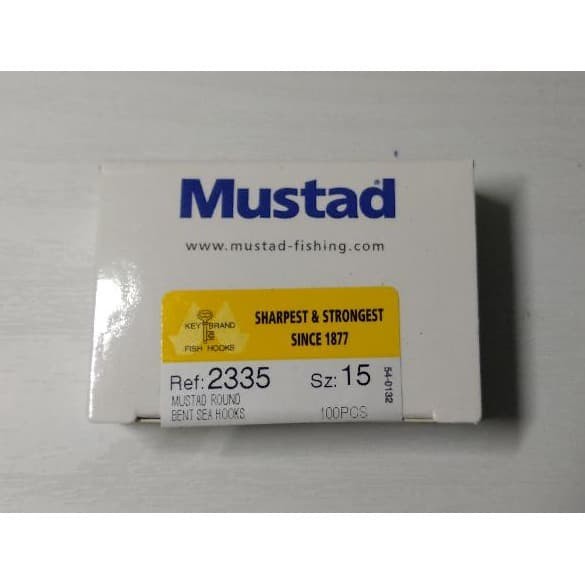 Mustad®
www.mustad-fishing.com
KEY BRAND
FISH HOOKS
SHARPEST & STRONGEST
SINCE 1877
Ref: 2335 Sz: 15
MUSTAD ROUND
BENT SEA HOOKS 100PCS
54-0132